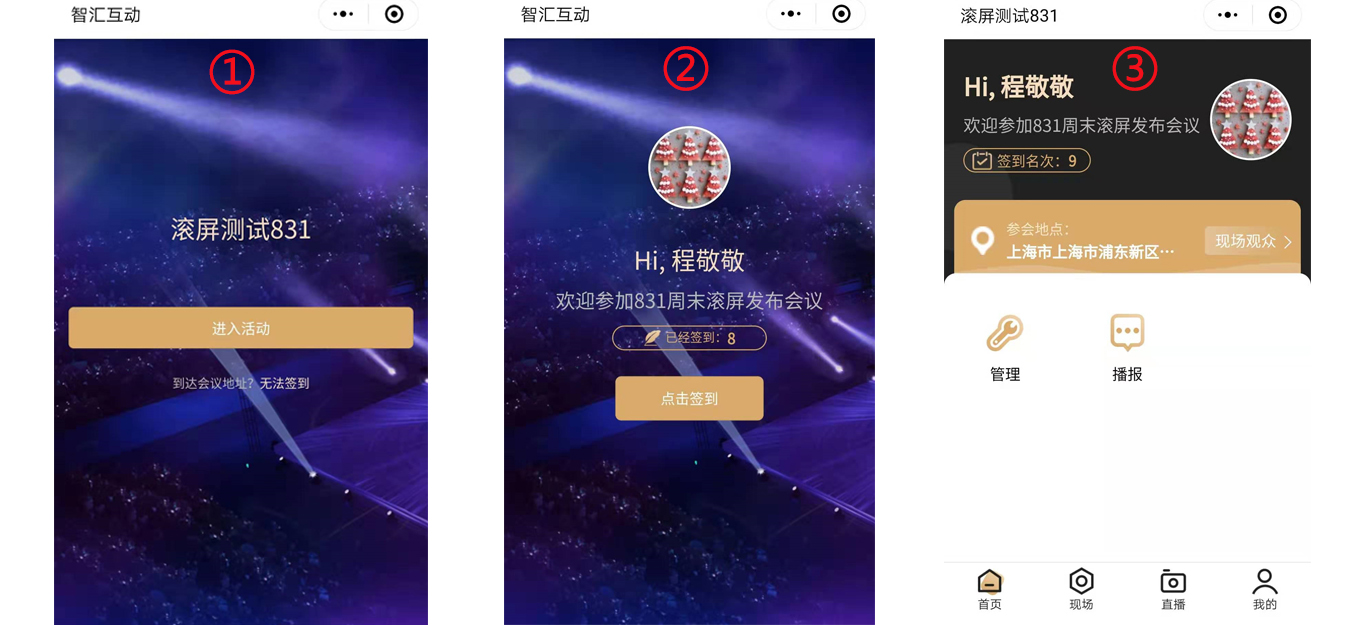 智汇互动
①
滚屏测试831
进入活动
到达会议地址？无法签到
智汇互动
②
Hi, 程敬敬
欢迎参加831周末滚屏发布会议
已经签到：8
点击签到
滚屏测试831
③
Hi, 程敬敬
欢迎参加831周末滚屏发布会议
签到名次：9
参会地点：
上海市上海市浦东新区…
现场观众
管理
播报
首页
现场
直播
我的